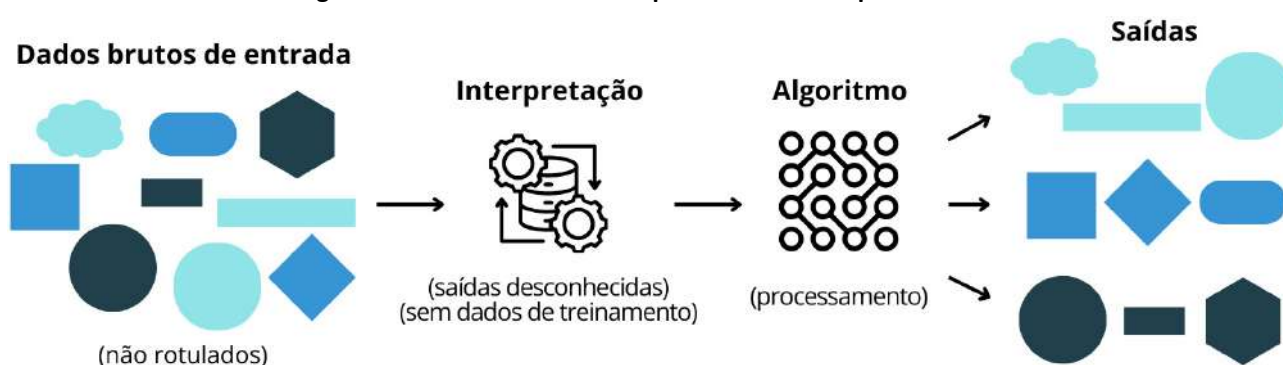 Dados brutos de entrada
(não rotulados)
Interpretação
(saídas desconhecidas)
(sem dados de treinamento)
Algoritmo
(processamento)
Saídas